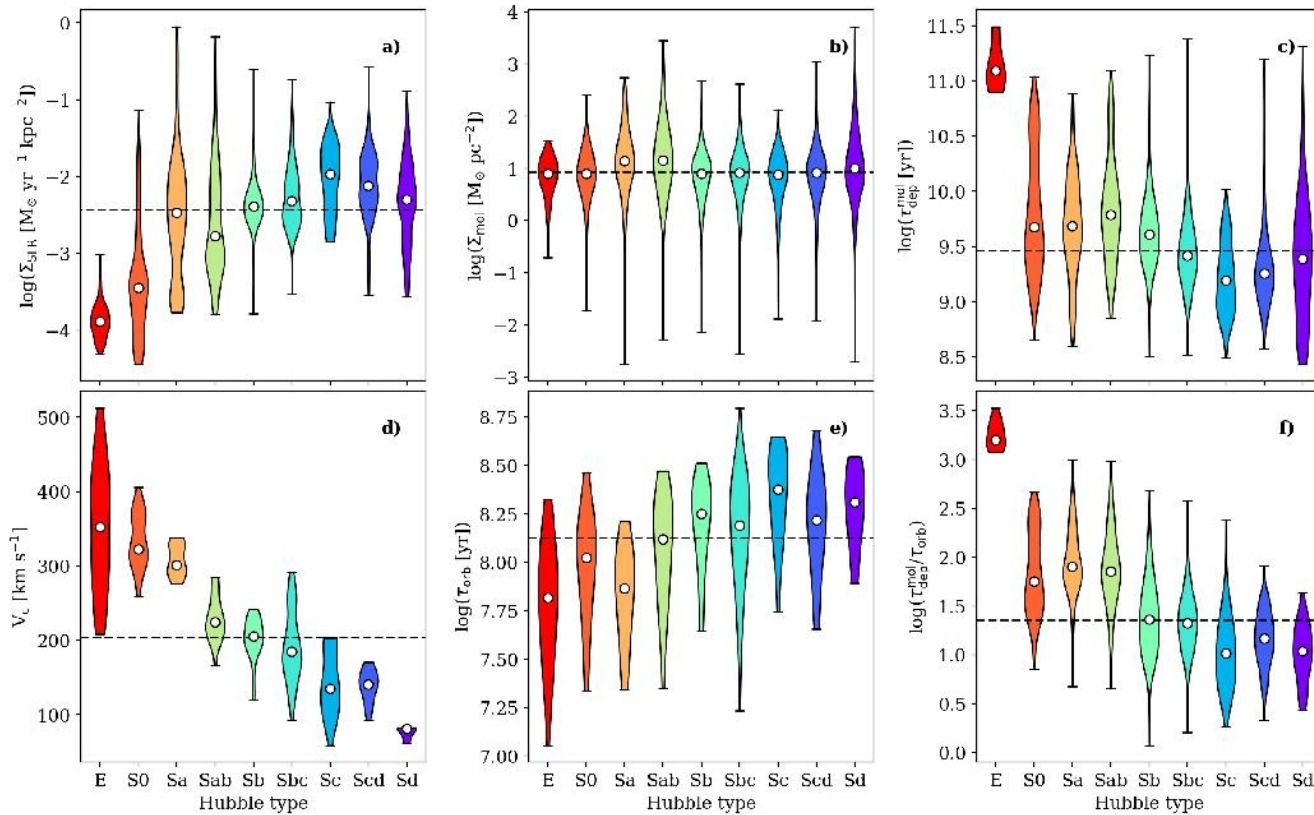 a)
log(Σ_SFR [M⊙ yr⁻¹ kpc⁻²])
0
−1
−2
−3
−4
b)
log(Σ_mol [M⊙ pc⁻²])
4
3
2
1
0
−1
−2
−3
c)
log(τ_dep^mol [yr])
11.5
11.0
10.5
10.0
9.5
9.0
8.5
d)
V_c [km s⁻¹]
500
400
300
200
100
E S0 Sa Sab Sb Sbc Sc Scd Sd
Hubble type
e)
log(τ_orb [yr])
8.75
8.50
8.25
8.00
7.75
7.50
7.25
7.00
E S0 Sa Sab Sb Sbc Sc Scd Sd
Hubble type
f)
log(τ_dep^mol/τ_orb)
3.5
3.0
2.5
2.0
1.5
1.0
0.5
0.0
E S0 Sa Sab Sb Sbc Sc Scd Sd
Hubble type